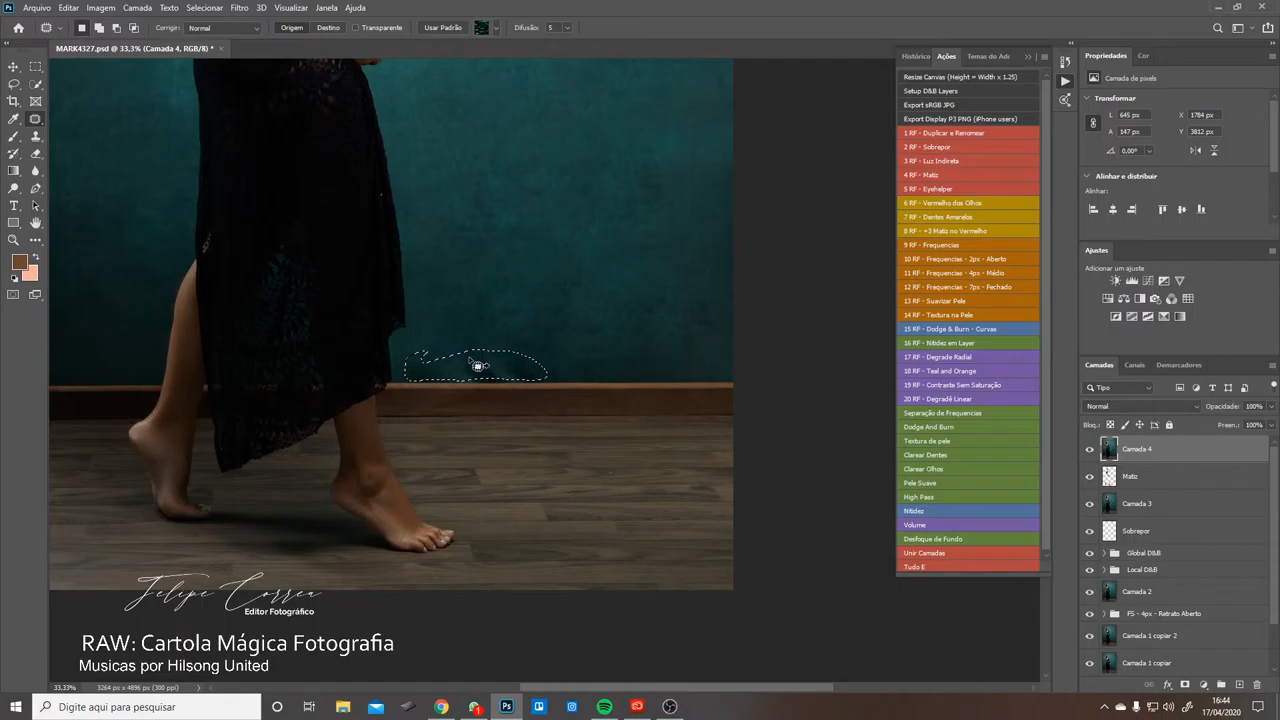 Arquivo Editar Imagem Camada Texto Selecionar Filtro 3D Visualizar Janela Ajuda
Corrigir: Normal Origem Destino Transparente Usar Padrão Difusão: 5
MARK4327.psd @ 33,3% (Camada 4, RGB/8) *
Histórico Ações Temas do Ad
Resize Canvas (Height = Width x 1.25)
Setup D&B Layers
Export sRGB JPG
Export Display P3 PNG (iPhone users)
1 RF - Duplicar e Renomear
2 RF - Sobrepor
3 RF - Luz Indireta
4 RF - Matiz
5 RF - Eyehelper
6 RF - Vermelho dos Olhos
7 RF - Dentes Amarelos
8 RF - +3 Matiz no Vermelho
9 RF - Frequencias
10 RF - Frequencias - 2px - Aberto
11 RF - Frequencias - 4px - Médio
12 RF - Frequencias - 7px - Fechado
13 RF - Suavizar Pele
14 RF - Textura na Pele
15 RF - Dodge & Burn - Curvas
16 RF - Nitidez em Layer
17 RF - Degrade Radial
18 RF - Teal and Orange
19 RF - Contraste Sem Saturação
20 RF - Degradê Linear
Separação de Frequencias
Dodge And Burn
Textura de pele
Clarear Dentes
Clarear Olhos
Pele Suave
High Pass
Nitidez
Volume
Desfoque de Fundo
Unir Camadas
Tudo E
Propriedades Cor
Camada de pixels
Transformar
L 645 px X 1784 px
A 147 px Y 3812 px
0,00°
Alinhar e distribuir
Alinhar:
Ajustes
Adicionar um ajuste
Camadas Canais Demarcadores
Tipo
Normal Opacidade: 100%
Bloq.: Preen.: 100%
Camada 4
Matiz
Camada 3
Sobrepor
Global D&B
Local D&B
Camada 2
FS - 4px - Retrato Aberto
Camada 1 copiar 2
Camada 1 copiar
Felipe Correa
Editor Fotográfico
RAW: Cartola Mágica Fotografia
Musicas por Hilsong United
33,33% 3264 px x 4896 px (300 ppi)
Digite aqui para pesquisar
16:44
17/04/2020